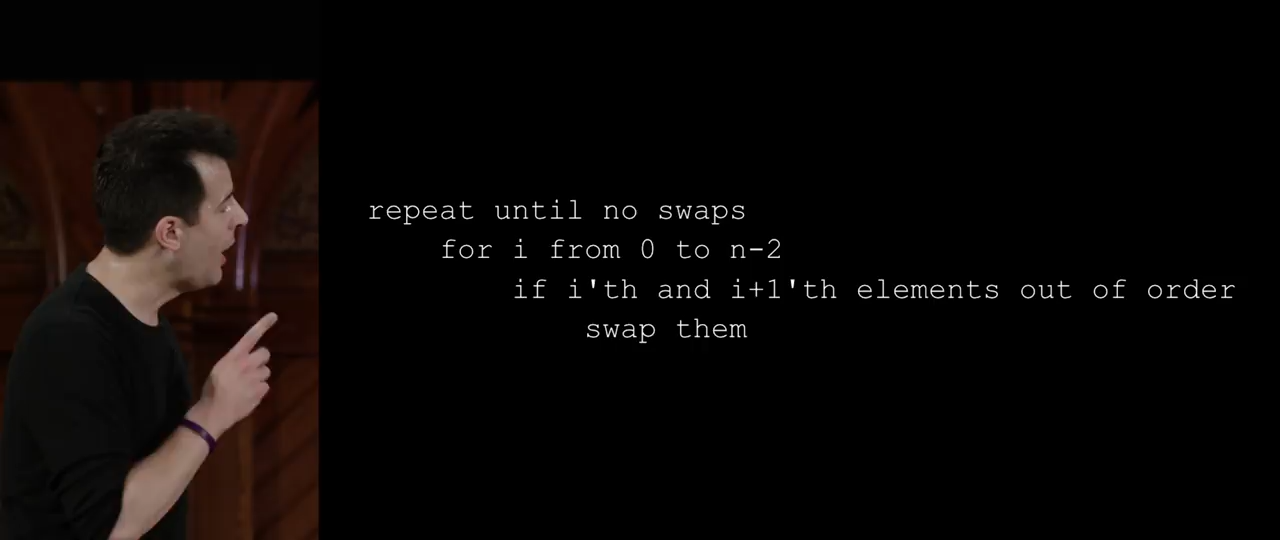 repeat until no swaps
for i from 0 to n-2
if i'th and i+1'th elements out of order
swap them